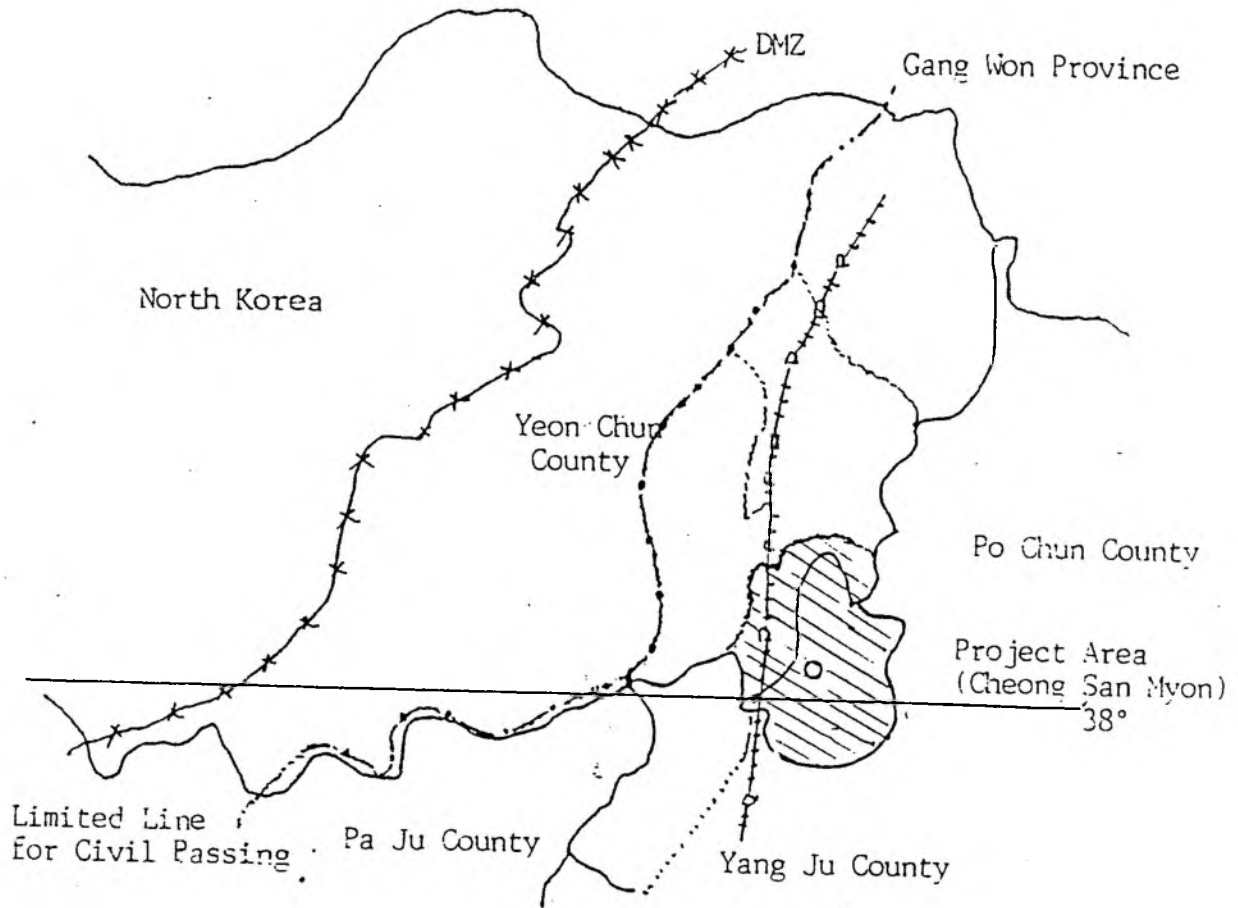 DMZ
Gang Won Province
North Korea
Yeon Chun
County
Po Chun County
Project Area
(Cheong San Myon)
38°
Limited Line
for Civil Passing
Pa Ju County
Yang Ju County